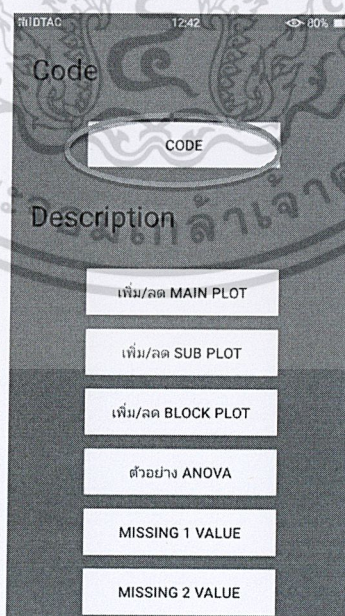 DTAC 12:42 80%
Code
CODE
Description
เพิ่ม/ลด MAIN PLOT
เพิ่ม/ลด SUB PLOT
เพิ่ม/ลด BLOCK PLOT
ตัวอย่าง ANOVA
MISSING 1 VALUE
MISSING 2 VALUE